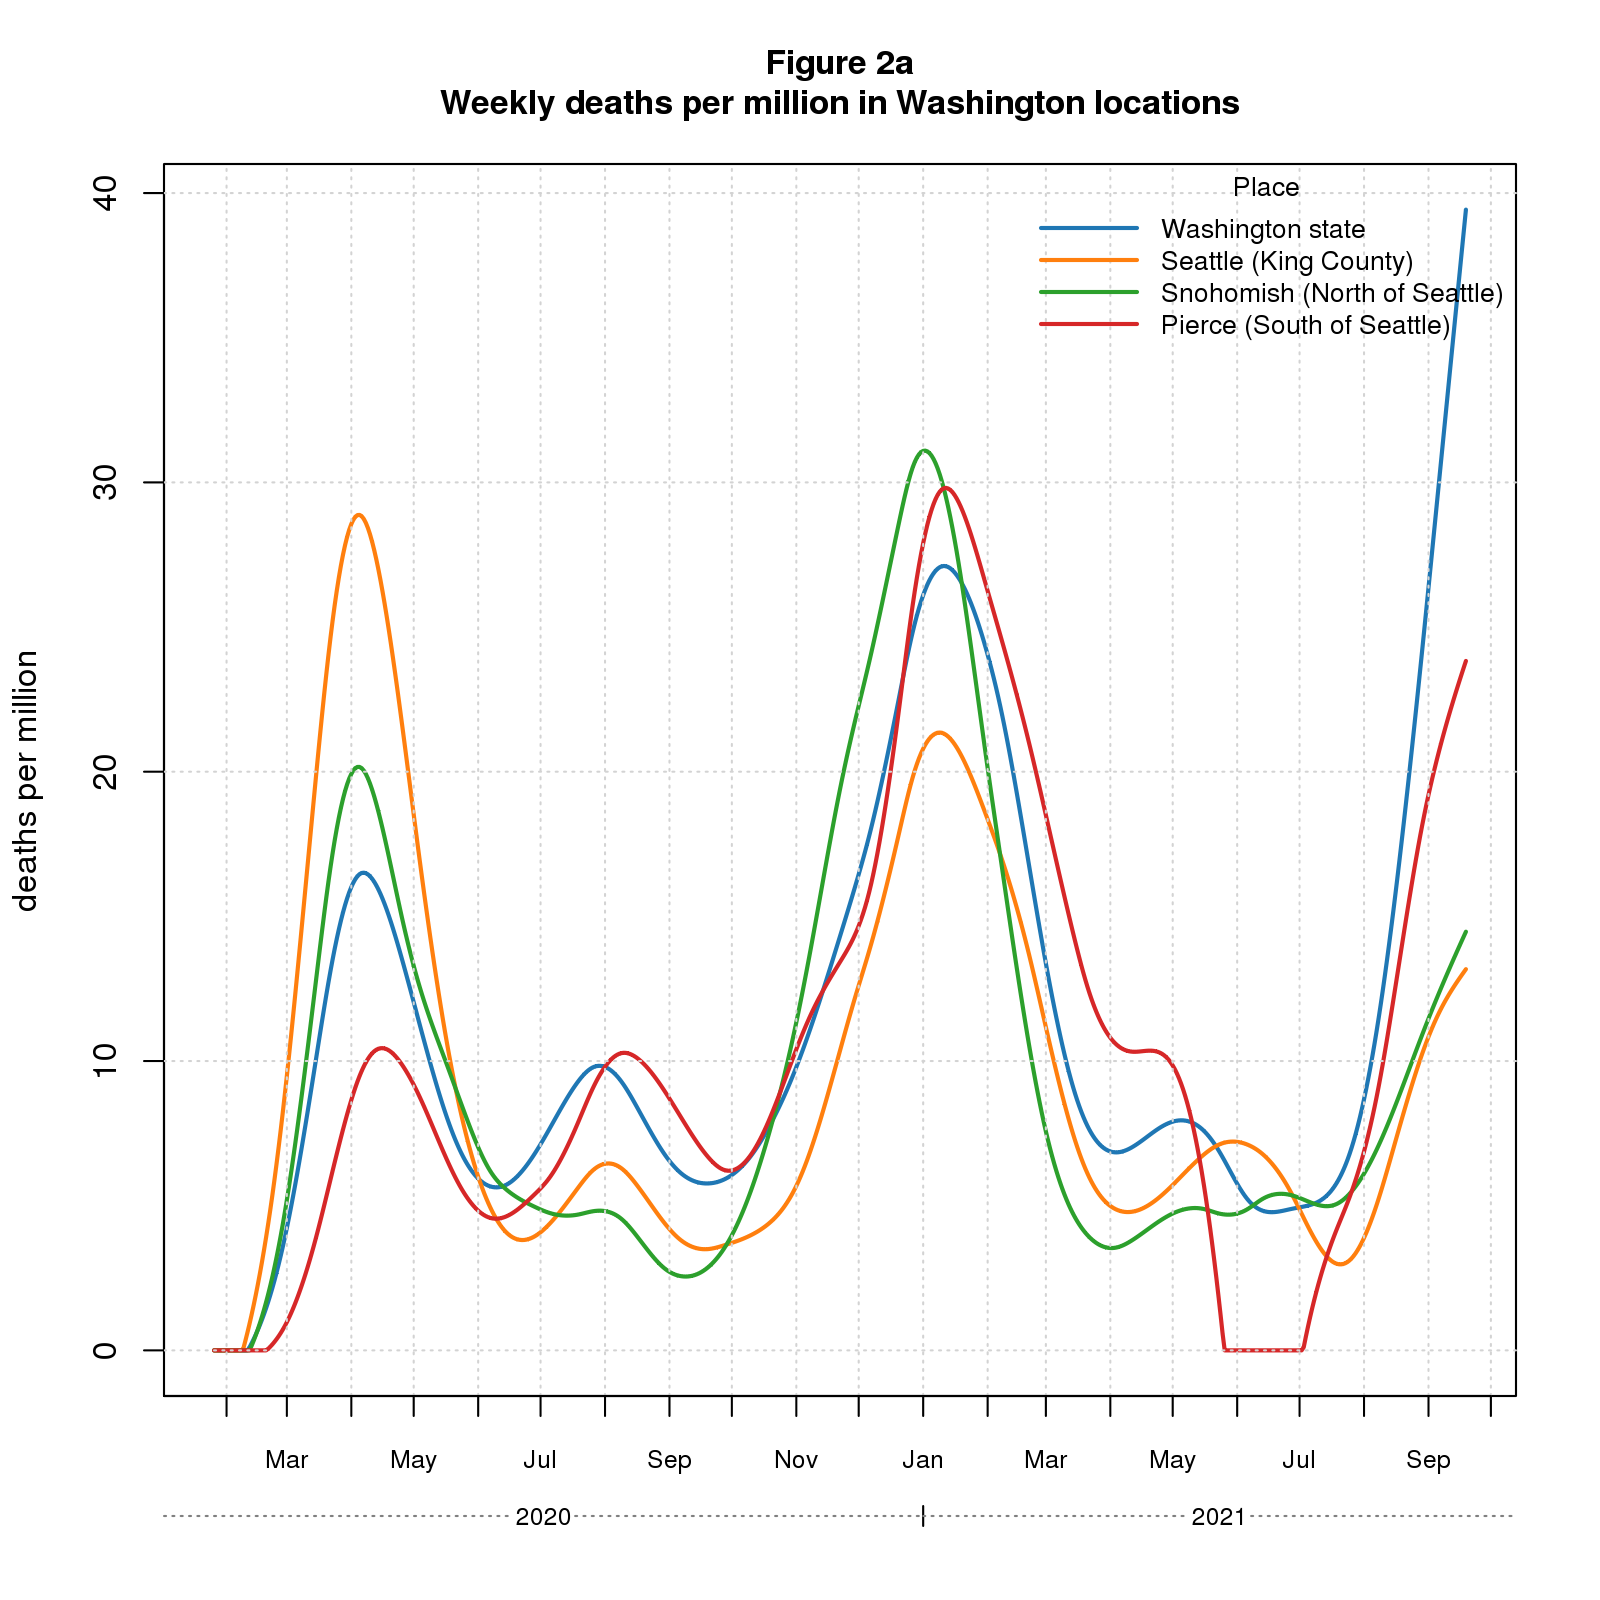 Figure 2a
Weekly deaths per million in Washington locations
Place
Washington state
Seattle (King County)
Snohomish (North of Seattle)
Pierce (South of Seattle)
deaths per million
40
30
20
10
0
Mar May Jul Sep Nov Jan Mar May Jul Sep
2020 2021